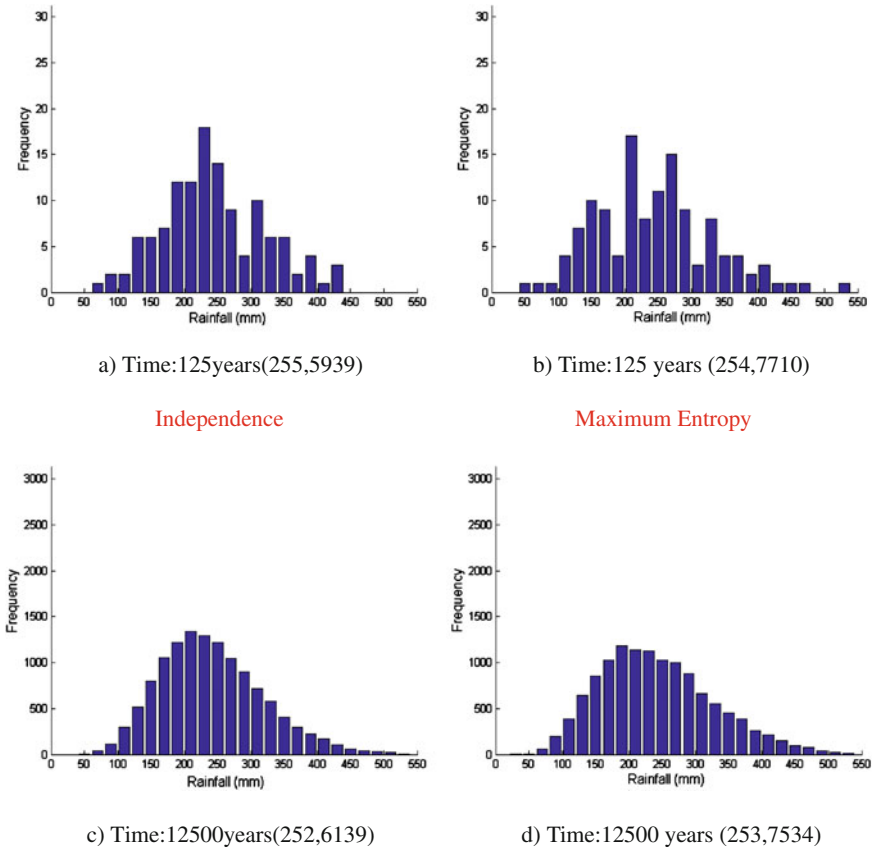 30
25
20
15
10
5
0
Frequency
0 50 100 150 200 250 300 350 400 450 500 550
Rainfall (mm)
a) Time:125years(255,5939)
30
25
20
15
10
5
0
Frequency
0 50 100 150 200 250 300 350 400 450 500 550
Rainfall (mm)
b) Time:125 years (254,7710)
Independence
Maximum Entropy
3000
2500
2000
1500
1000
500
0
Frequency
0 50 100 150 200 250 300 350 400 450 500 550
Rainfall (mm)
c) Time:12500years(252,6139)
3000
2500
2000
1500
1000
500
0
Frequency
0 50 100 150 200 250 300 350 400 450 500 550
Rainfall (mm)
d) Time:12500 years (253,7534)